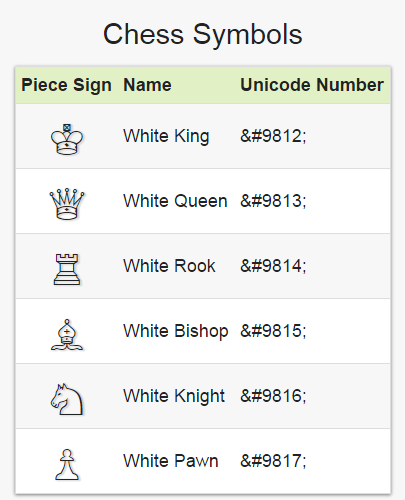 Chess Symbols
Piece Sign Name Unicode Number
♔ White King &#9812;
♕ White Queen &#9813;
♖ White Rook &#9814;
♗ White Bishop &#9815;
♘ White Knight &#9816;
♙ White Pawn &#9817;